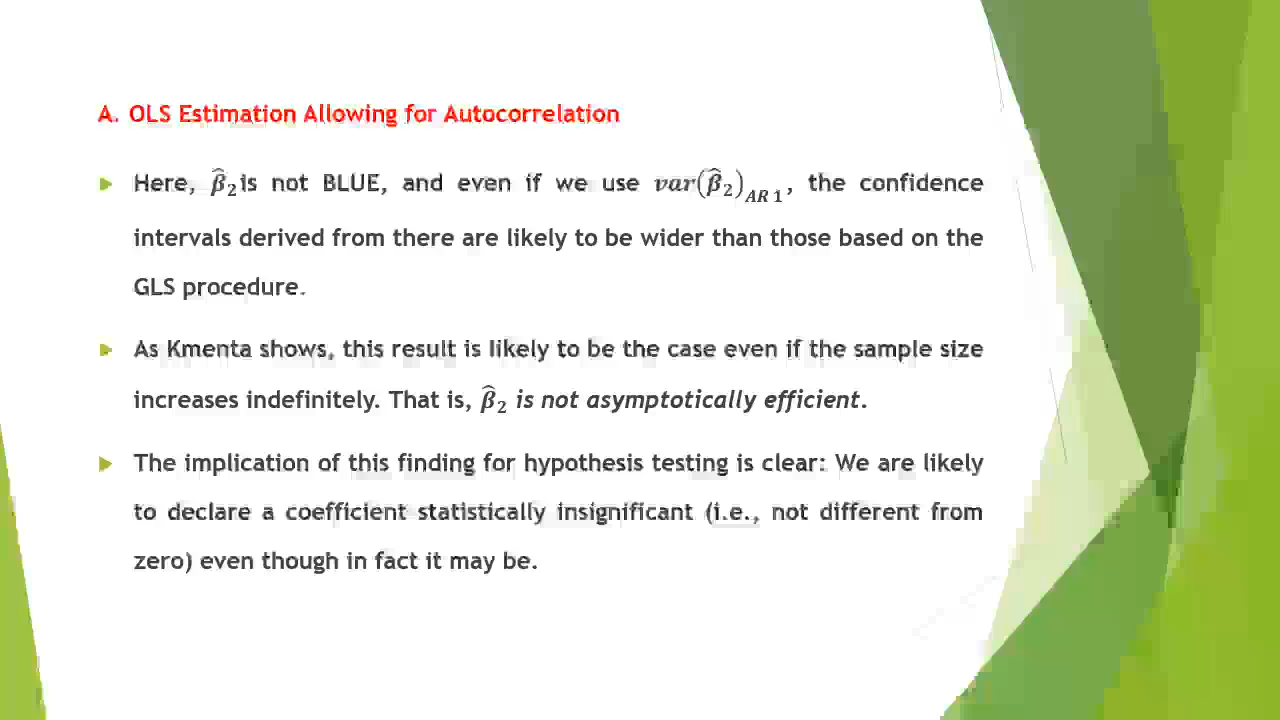 A. OLS Estimation Allowing for Autocorrelation
Here, β̂₂is not BLUE, and even if we use var(β̂₂)AR 1, the confidence
intervals derived from there are likely to be wider than those based on the
GLS procedure.
As Kmenta shows, this result is likely to be the case even if the sample size
increases indefinitely. That is, β̂₂ is not asymptotically efficient.
The implication of this finding for hypothesis testing is clear: We are likely
to declare a coefficient statistically insignificant (i.e., not different from
zero) even though in fact it may be.